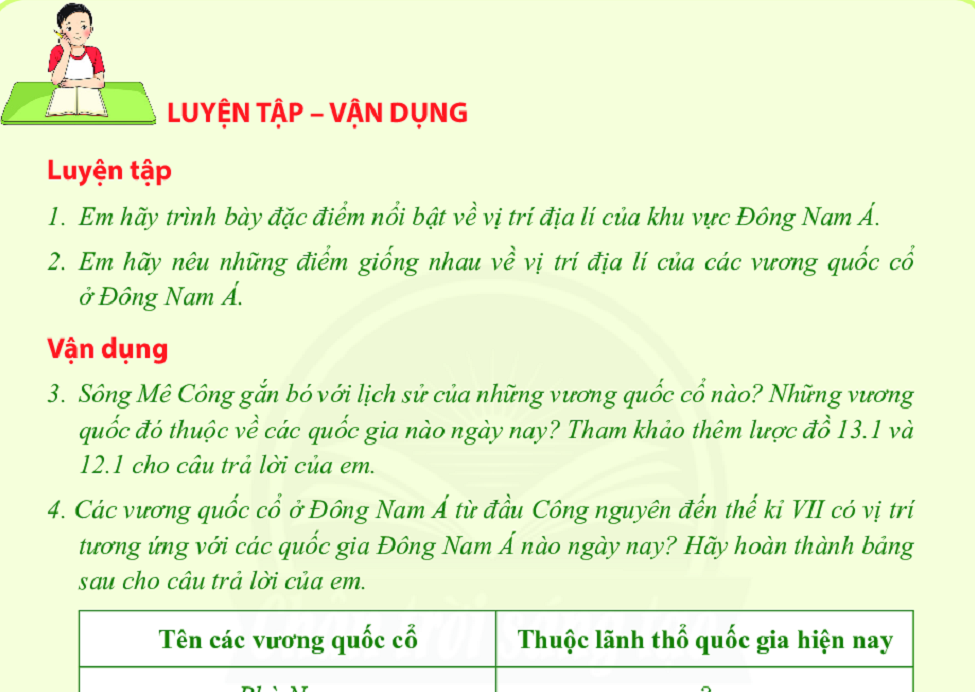 LUYỆN TẬP – VẬN DỤNG
Luyện tập
1. Em hãy trình bày đặc điểm nổi bật về vị trí địa lí của khu vực Đông Nam Á.
2. Em hãy nêu những điểm giống nhau về vị trí địa lí của các vương quốc cổ
ở Đông Nam Á.
Vận dụng
3. Sông Mê Công gắn bó với lịch sử của những vương quốc cổ nào? Những vương
quốc đó thuộc về các quốc gia nào ngày nay? Tham khảo thêm lược đồ 13.1 và
12.1 cho câu trả lời của em.
4. Các vương quốc cổ ở Đông Nam Á từ đầu Công nguyên đến thế kỉ VII có vị trí
tương ứng với các quốc gia Đông Nam Á nào ngày nay? Hãy hoàn thành bảng
sau cho câu trả lời của em.
Tên các vương quốc cổ
Thuộc lãnh thổ quốc gia hiện nay